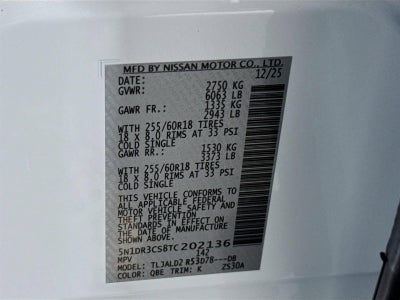 MFD BY NISSAN MOTOR CO., LTD.
DATE: 12/25
GVWR: 2750 KG
6063 LB
GAWR FR.: 1335 KG
2943 LB
WITH 255/60R18 TIRES
18 x 8.0 RIMS AT 33 PSI
COLD SINGLE
GAWR RR.: 1530 KG
3373 LB
WITH 255/60R18 TIRES
18 x 8.0 RIMS AT 33 PSI
COLD SINGLE
THIS VEHICLE CONFORMS TO
ALL APPLICABLE FEDERAL
MOTOR VEHICLE SAFETY AND
THEFT PREVENTION
STANDARDS IN EFFECT ON
THE DATE OF MANUFACTURE
SHOWN ABOVE
5N1DR3CS8TC202136
MPV 142
MODEL: TLJALD2 R53D78---DB
COLOR: QBE TRIM: K ZS30A